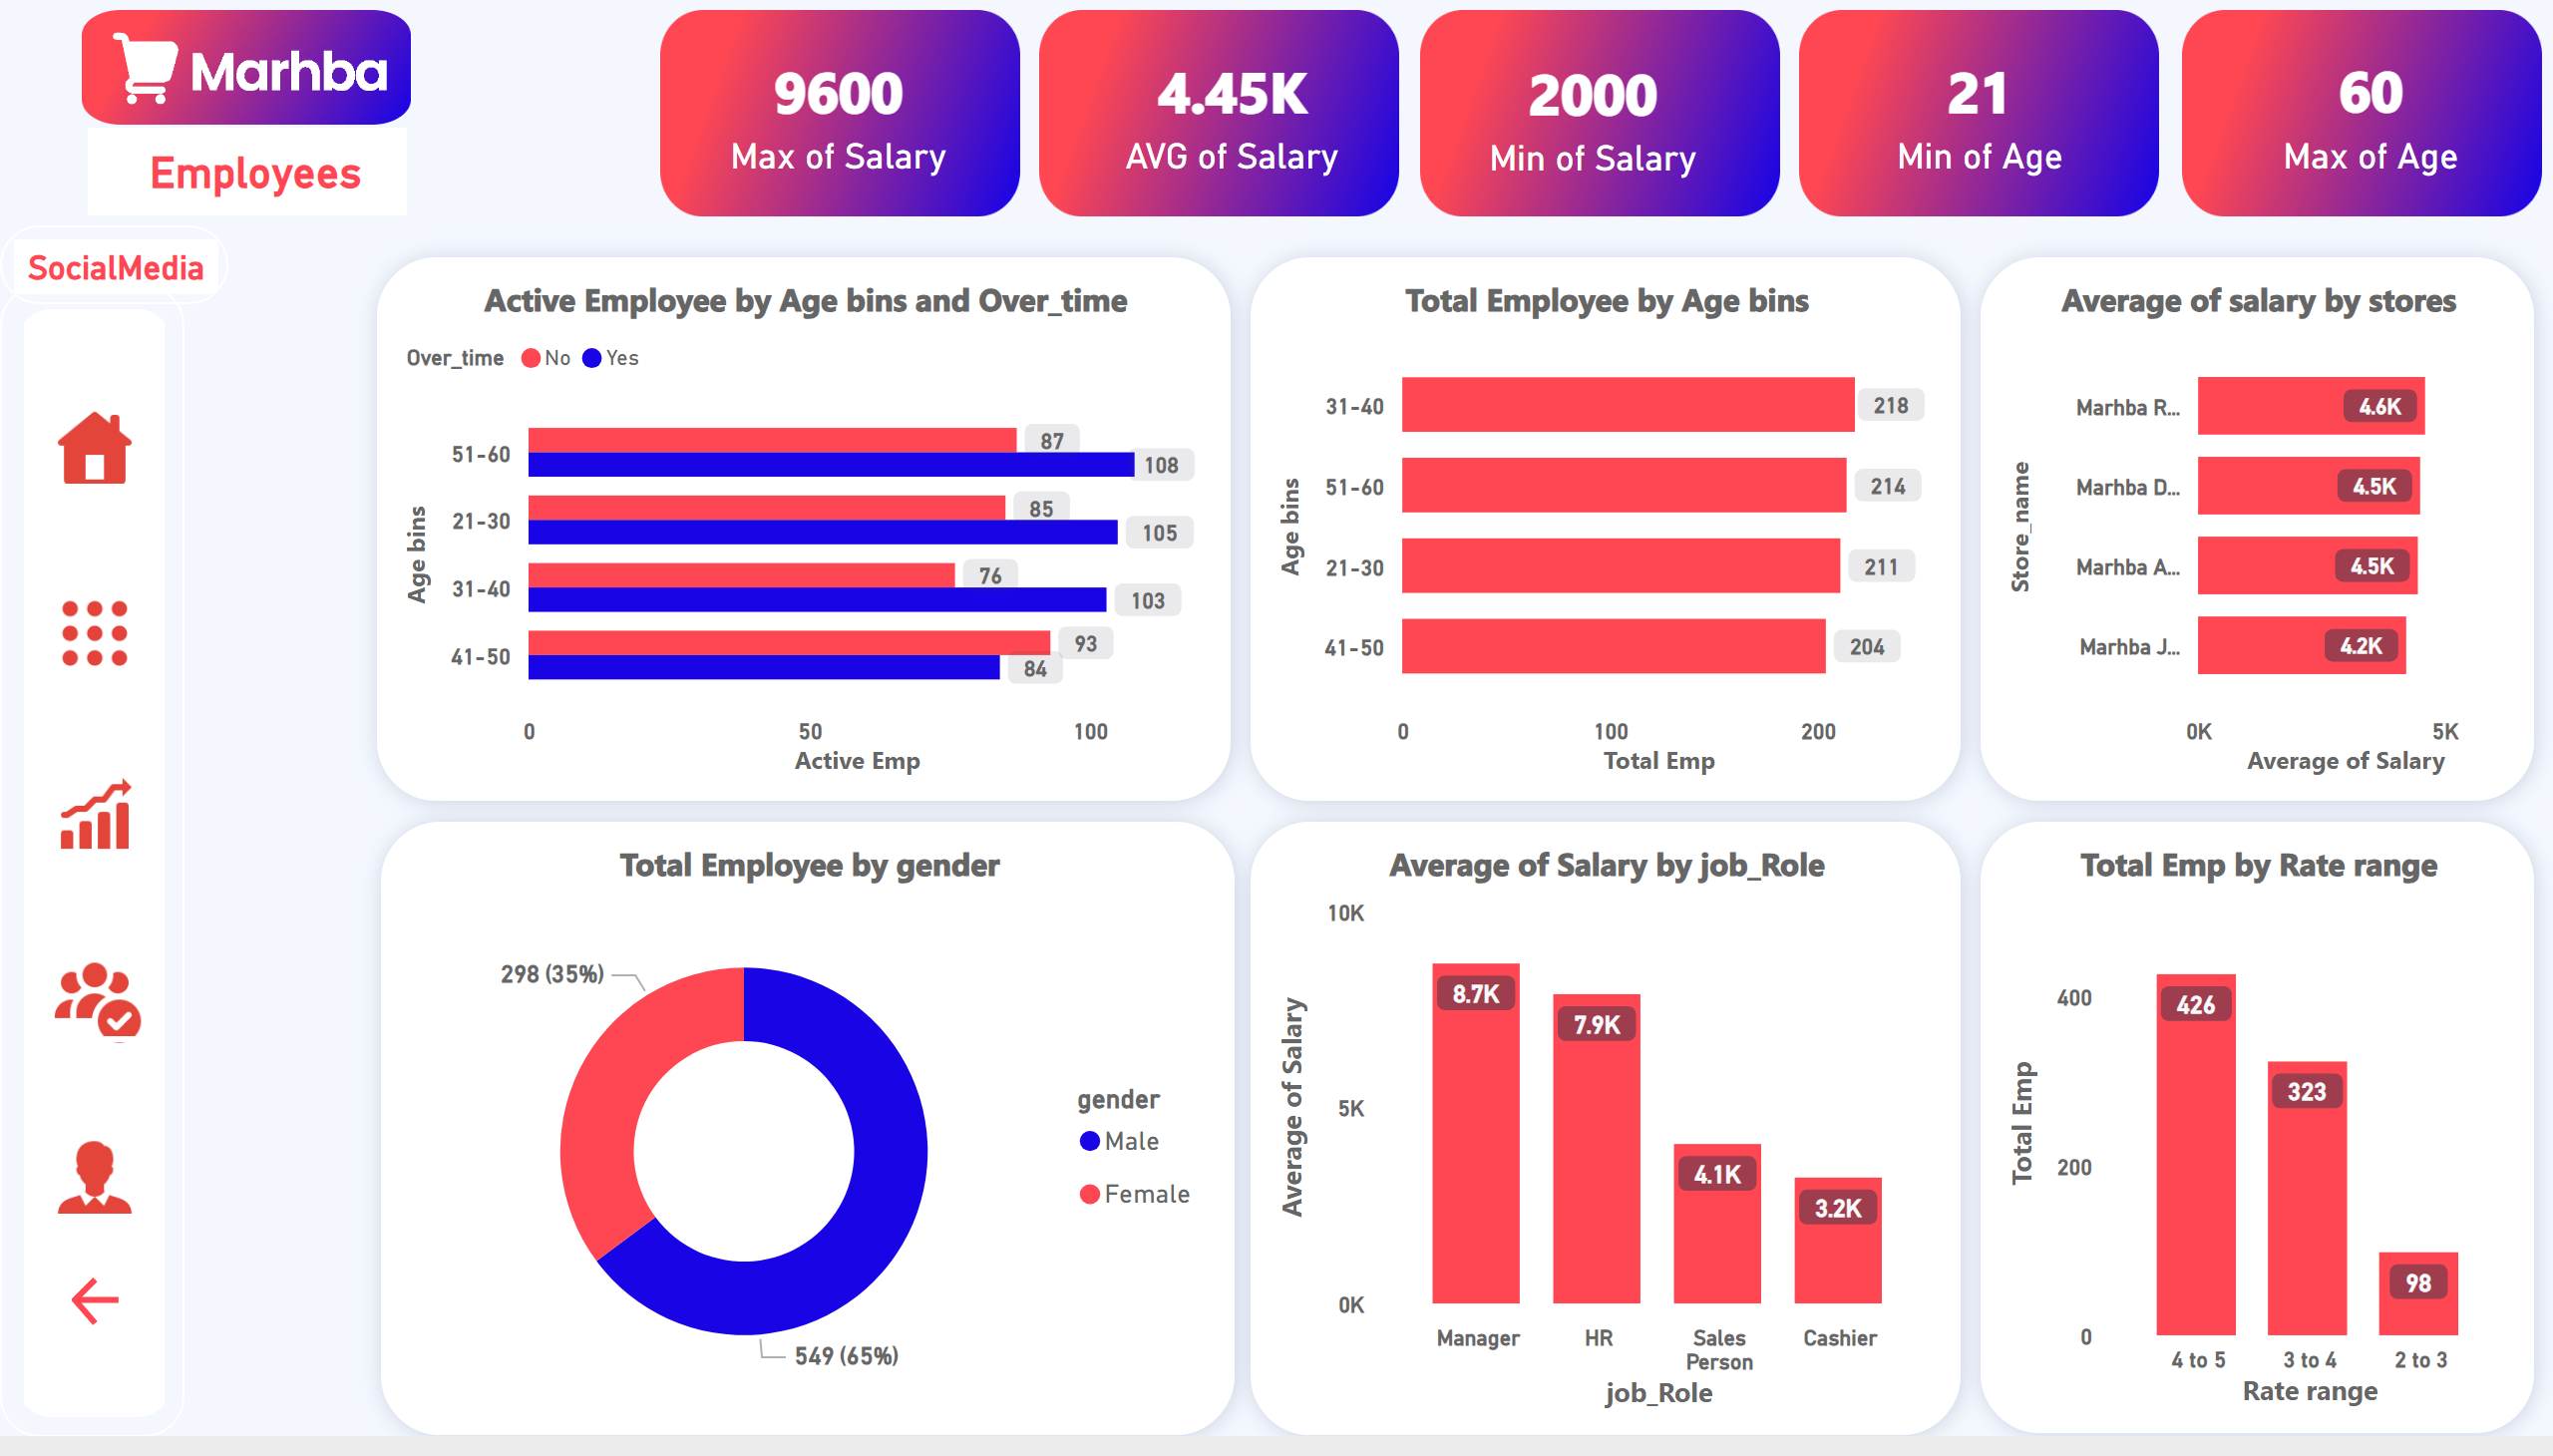 Marhba
Employees
9600
Max of Salary
4.45K
AVG of Salary
2000
Min of Salary
21
Min of Age
60
Max of Age
SocialMedia
Active Employee by Age bins and Over_time
Over_time No Yes
Age bins
51-60 87 108
21-30 85 105
31-40 76 103
41-50 93 84
0 50 100
Active Emp
Total Employee by Age bins
Age bins
31-40 218
51-60 214
21-30 211
41-50 204
0 100 200
Total Emp
Average of salary by stores
Store_name
Marhba R... 4.6K
Marhba D... 4.5K
Marhba A... 4.5K
Marhba J... 4.2K
0K 5K
Average of Salary
Total Employee by gender
298 (35%)
549 (65%)
gender
Male
Female
Average of Salary by job_Role
Average of Salary
10K
5K
0K
8.7K
7.9K
4.1K
3.2K
Manager HR Sales Person Cashier
job_Role
Total Emp by Rate range
Total Emp
400
200
0
426
323
98
4 to 5 3 to 4 2 to 3
Rate range